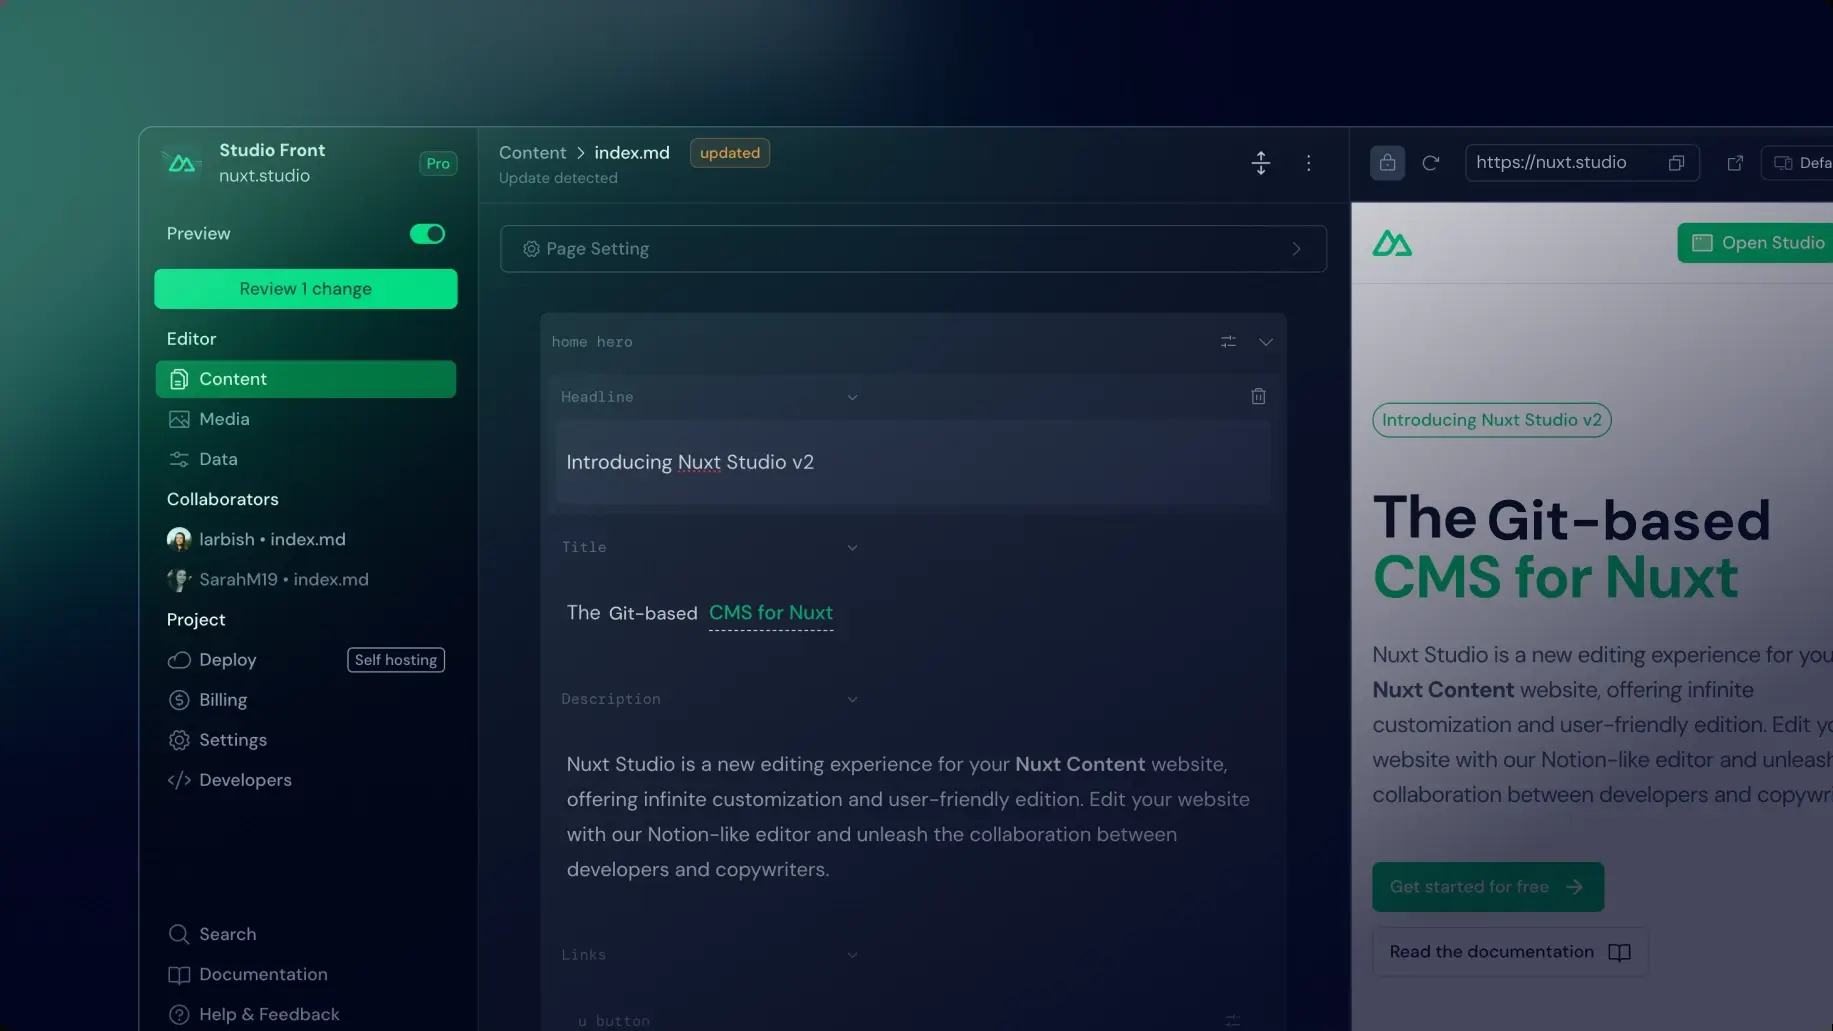 Studio Front
nuxt.studio
Pro
Preview
Review 1 change
Editor
Content
Media
Data
Collaborators
larbish • index.md
SarahM19 • index.md
Project
Deploy
Self hosting
Billing
Settings
Developers
Search
Documentation
Help & Feedback
Content > index.md
updated
Update detected
Page Setting
home hero
Headline
Introducing Nuxt Studio v2
Title
The Git-based CMS for Nuxt
Description
Nuxt Studio is a new editing experience for your Nuxt Content website,
offering infinite customization and user-friendly edition. Edit your website
with our Notion-like editor and unleash the collaboration between
developers and copywriters.
Links
u button
https://nuxt.studio
Defa
Open Studio
Introducing Nuxt Studio v2
The Git-based
CMS for Nuxt
Nuxt Studio is a new editing experience for you
Nuxt Content website, offering infinite
customization and user-friendly edition. Edit yo
website with our Notion-like editor and unleash
collaboration between developers and copywri
Get started for free
Read the documentation